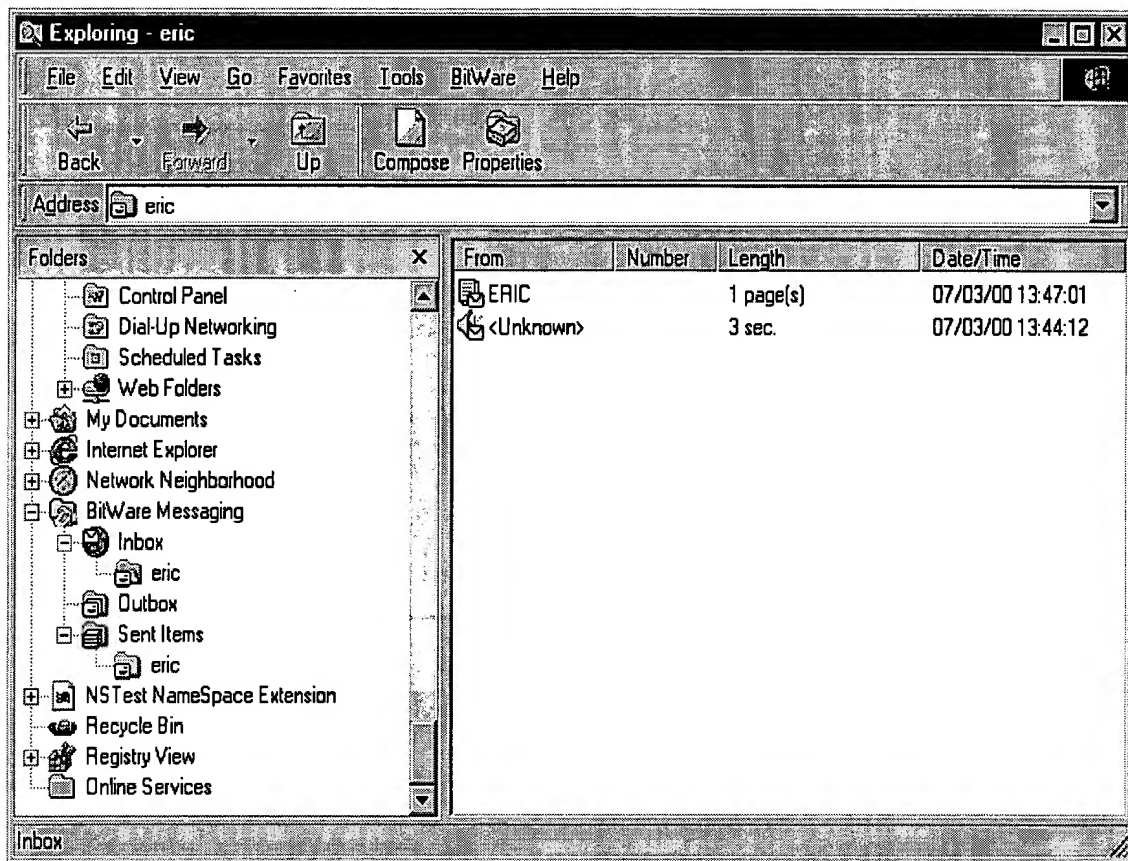 Exploring - eric
File Edit View Go Favorites Tools BitWare Help
Back Forward Up Compose Properties
Address eric
Folders
Control Panel
Dial-Up Networking
Scheduled Tasks
Web Folders
My Documents
Internet Explorer
Network Neighborhood
BitWare Messaging
Inbox
eric
Outbox
Sent Items
eric
NSTest NameSpace Extension
Recycle Bin
Registry View
Online Services
From Number Length Date/Time
ERIC 1 page(s) 07/03/00 13:47:01
<Unknown> 3 sec. 07/03/00 13:44:12
Inbox